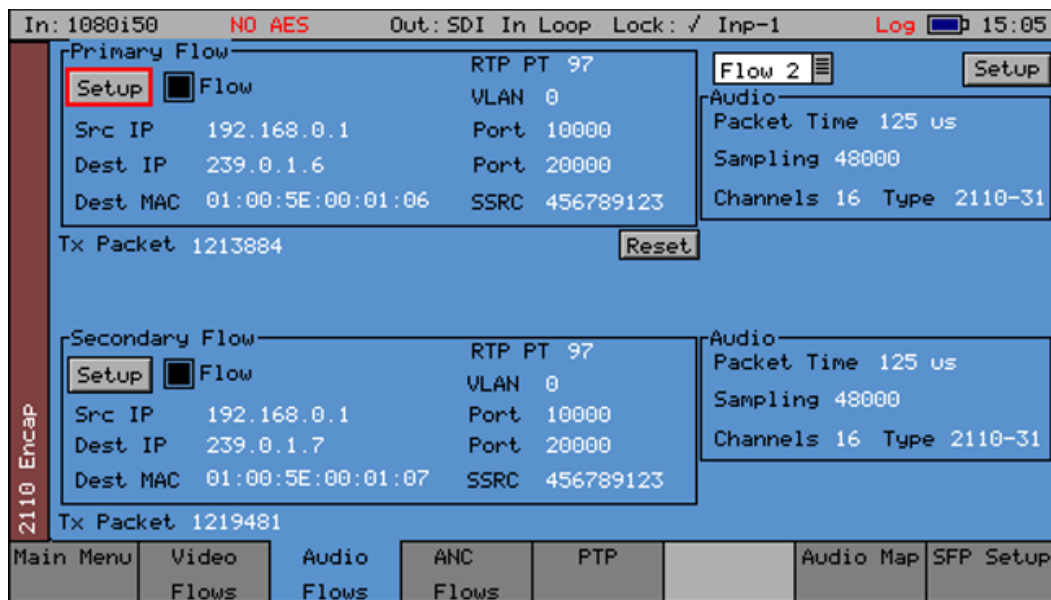 In: 1080i50 NO AES Out: SDI In Loop Lock: √ Inp-1 Log 15:05
Primary Flow
Setup Flow RTP PT 97 Flow 2 Setup
VLAN 0 Audio
Src IP 192.168.0.1 Port 10000 Packet Time 125 us
Dest IP 239.0.1.6 Port 20000 Sampling 48000
Dest MAC 01:00:5E:00:01:06 SSRC 456789123 Channels 16 Type 2110-31
Tx Packet 1213884 Reset
Secondary Flow Audio
Setup Flow RTP PT 97 Packet Time 125 us
VLAN 0
Src IP 192.168.0.1 Port 10000 Sampling 48000
Dest IP 239.0.1.7 Port 20000 Channels 16 Type 2110-31
Dest MAC 01:00:5E:00:01:07 SSRC 456789123
Tx Packet 1219481
2110 Encap
Main Menu Video Flows Audio Flows ANC Flows PTP Audio Map SFP Setup